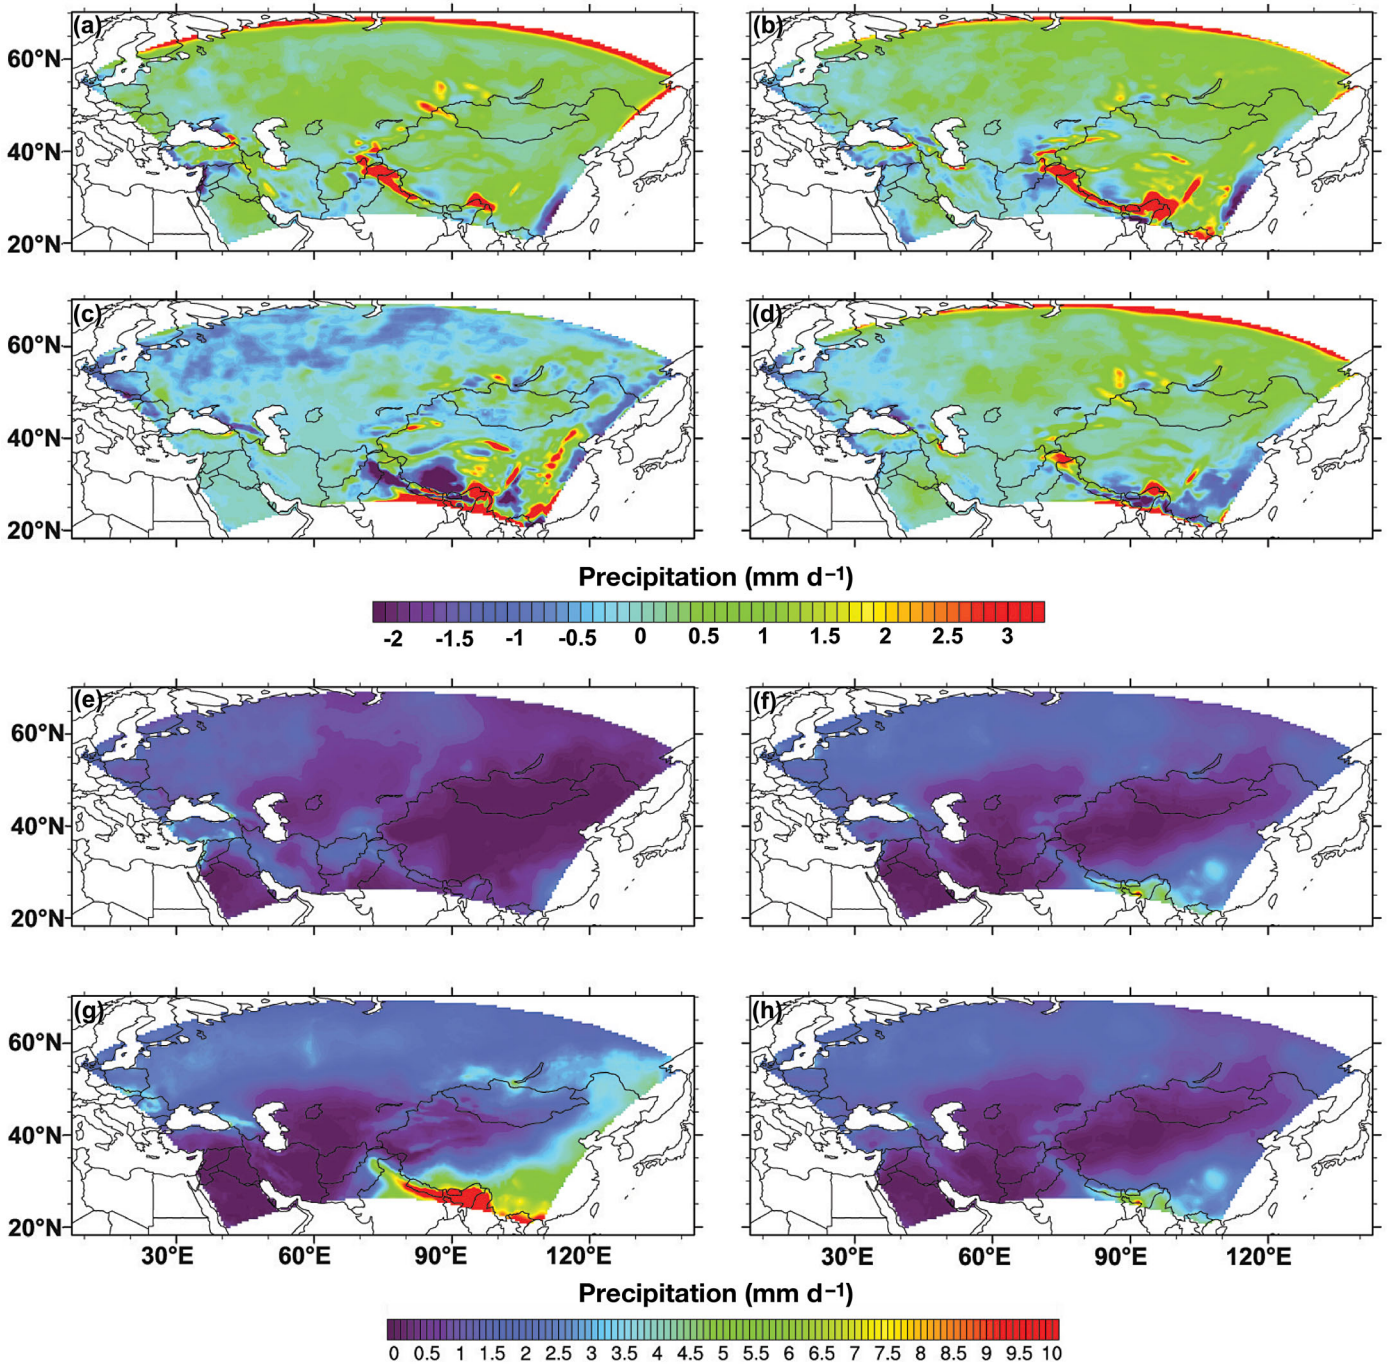 (a) (b)
60°N
40°N
20°N
(c) (d)
60°N
40°N
20°N
Precipitation (mm d⁻¹)
-2 -1.5 -1 -0.5 0 0.5 1 1.5 2 2.5 3
(e) (f)
60°N
40°N
20°N
(g) (h)
60°N
40°N
20°N
30°E 60°E 90°E 120°E 30°E 60°E 90°E 120°E
Precipitation (mm d⁻¹)
0 0.5 1 1.5 2 2.5 3 3.5 4 4.5 5 5.5 6 6.5 7 7.5 8 8.5 9 9.5 10